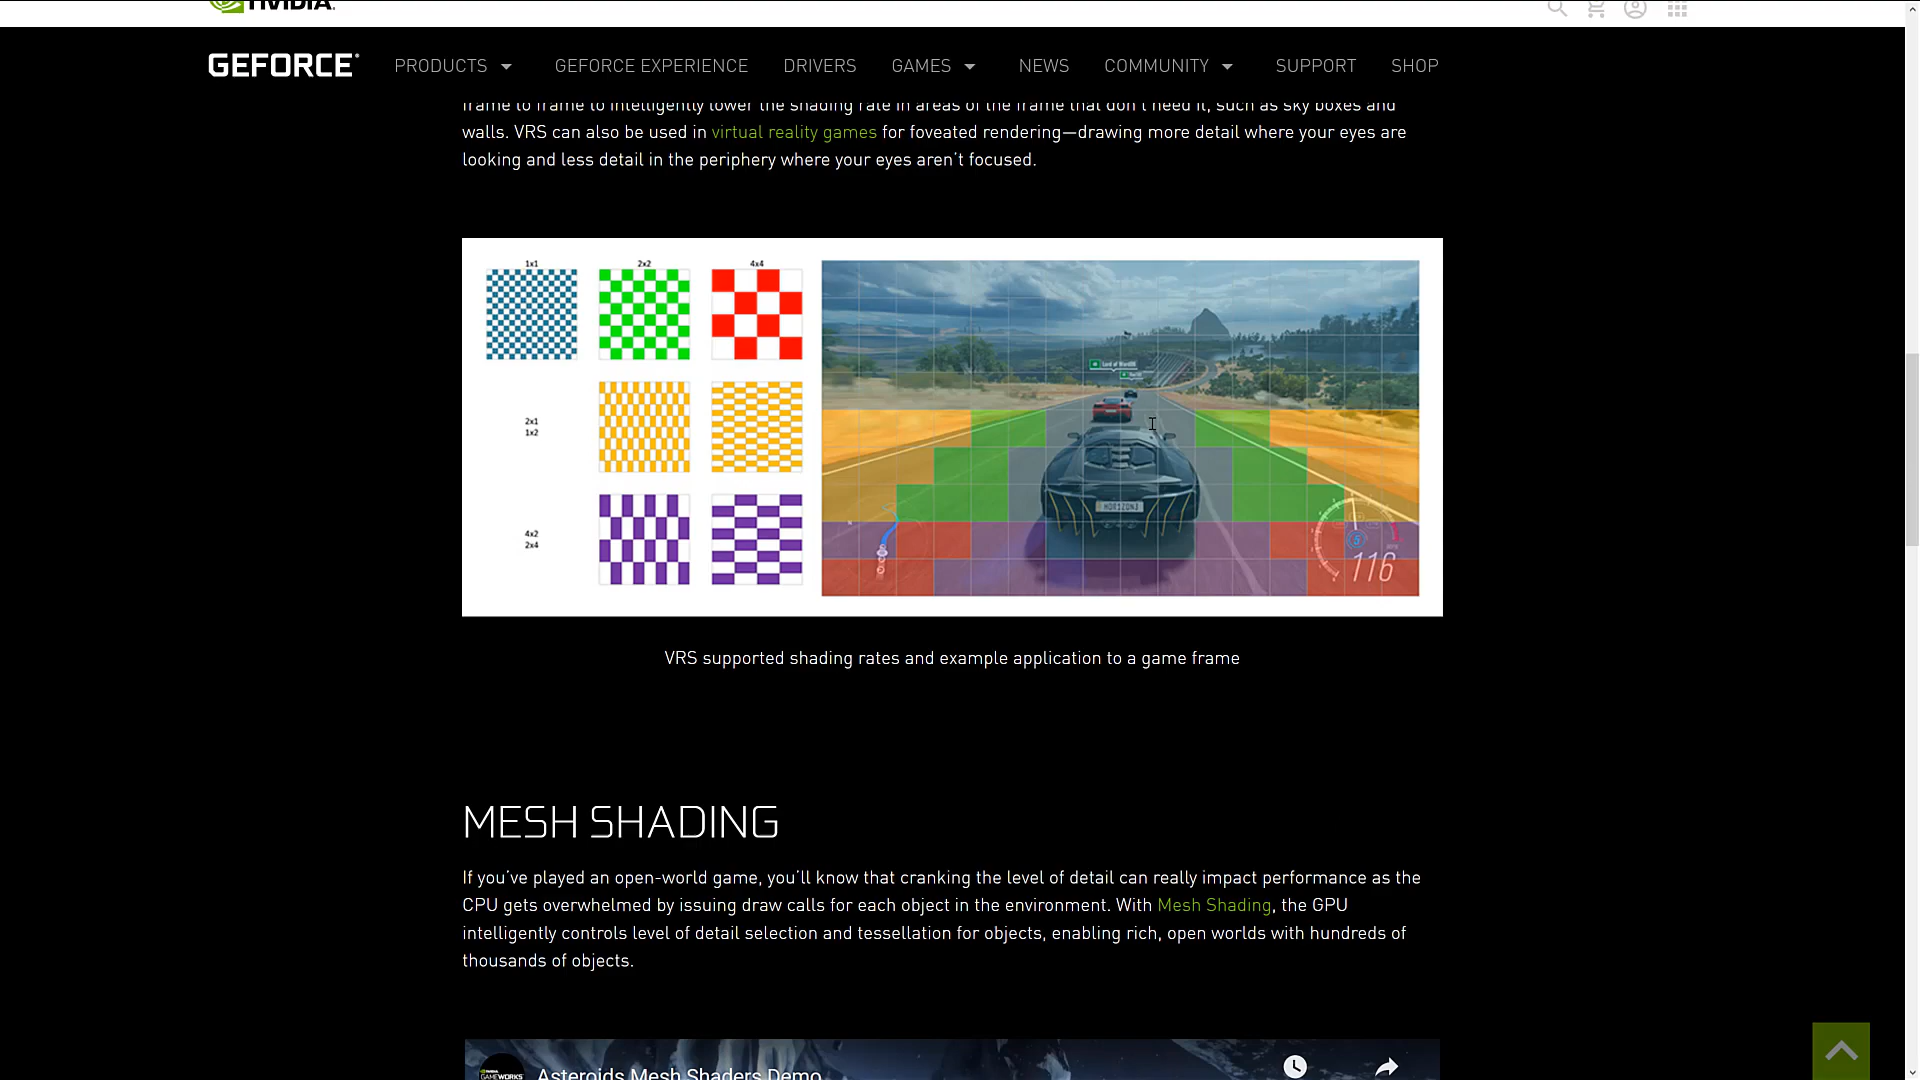 NVIDIA.
GEFORCE
PRODUCTS
GEFORCE EXPERIENCE
DRIVERS
GAMES
NEWS
COMMUNITY
SUPPORT
SHOP
frame to frame to intelligently lower the shading rate in areas of the frame that don't need it, such as sky boxes and
walls. VRS can also be used in virtual reality games for foveated rendering—drawing more detail where your eyes are
looking and less detail in the periphery where your eyes aren't focused.
1x1
2x2
4x4
2x1
1x2
4x2
2x4
HORIZON
5
116
VRS supported shading rates and example application to a game frame
MESH SHADING
If you've played an open-world game, you'll know that cranking the level of detail can really impact performance as the
CPU gets overwhelmed by issuing draw calls for each object in the environment. With Mesh Shading, the GPU
intelligently controls level of detail selection and tessellation for objects, enabling rich, open worlds with hundreds of
thousands of objects.
GAMEWORKS
Asteroids Mesh Shaders Demo